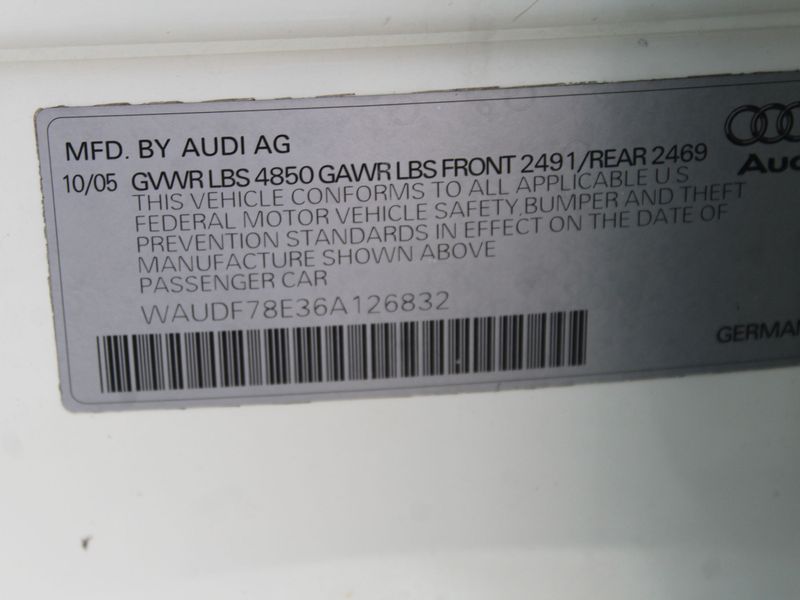 MFD. BY AUDI AG
10/05 GVWR LBS 4850 GAWR LBS FRONT 2491/REAR 2469
THIS VEHICLE CONFORMS TO ALL APPLICABLE U S
FEDERAL MOTOR VEHICLE SAFETY,BUMPER AND THEFT
PREVENTION STANDARDS IN EFFECT ON THE DATE OF
MANUFACTURE SHOWN ABOVE
PASSENGER CAR
WAUDF78E36A126832
Aud
GERMAN